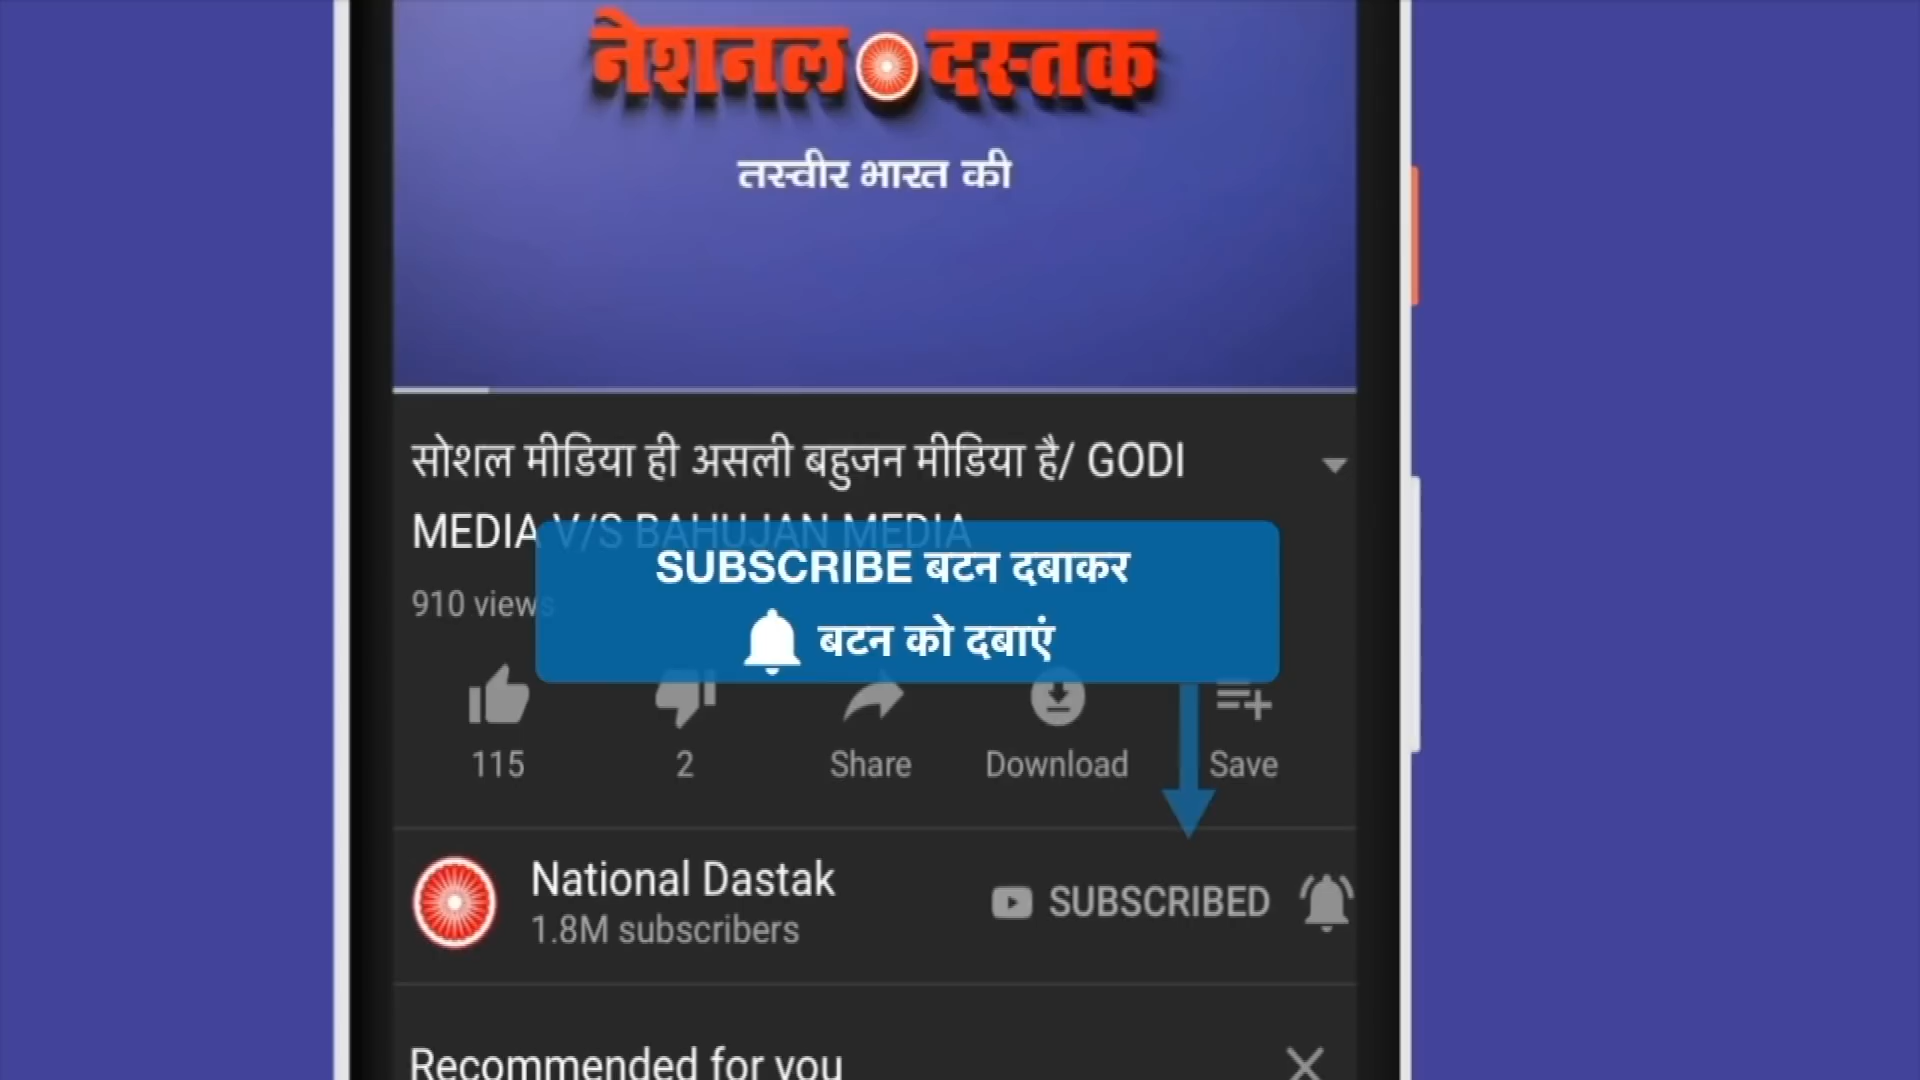 नेशनल दस्तक
तस्वीर भारत की
सोशल मीडिया ही असली बहुजन मीडिया है/ GODI
MEDIA V/S BAHUJAN MEDIA
SUBSCRIBE बटन दबाकर
बटन को दबाएं
910 views
115
2
Share
Download
Save
National Dastak
1.8M subscribers
SUBSCRIBED
Recommended for you